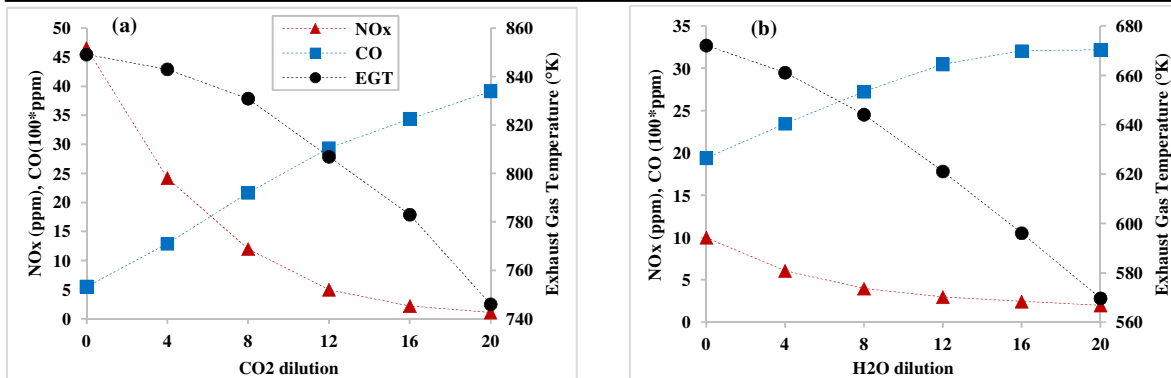 (a)
NOx
CO
EGT
NOx (ppm), CO(100*ppm)
50
45
40
35
30
25
20
15
10
5
0
860
840
820
800
780
760
740
Exhaust Gas Temperature (°K)
0 4 8 12 16 20
CO2 dilution
(b)
NOx (ppm), CO (100*ppm)
35
30
25
20
15
10
5
0
680
660
640
620
600
580
560
Exhaust Gas Temperature (°K)
0 4 8 12 16 20
H2O dilution